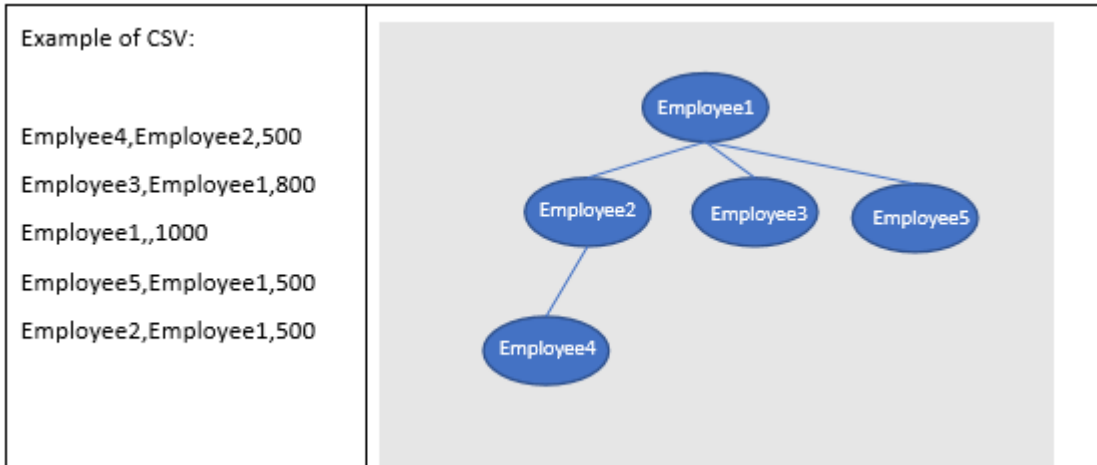 Example of CSV:
Emplyee4,Employee2,500
Employee3,Employee1,800
Employee1,,1000
Employee5,Employee1,500
Employee2,Employee1,500
Employee1
Employee2
Employee3
Employee5
Employee4